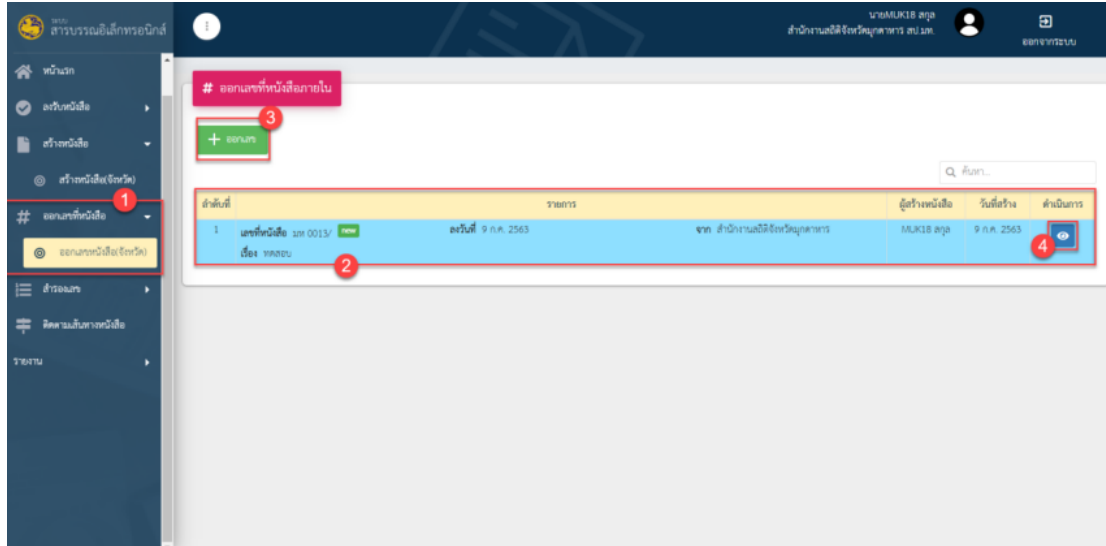 ระบบ
สารบรรณอิเล็กทรอนิกส์
นายMUK18 สกุล
สำนักงานสถิติจังหวัดมุกดาหาร สป.มท.
ออกจากระบบ
หน้าแรก
ลงรับหนังสือ
สร้างหนังสือ
สร้างหนังสือ(จังหวัด)
1
# ออกเลขที่หนังสือ
ออกเลขหนังสือ(จังหวัด)
สำรองเลข
ติดตามเส้นทางหนังสือ
รายงาน
# ออกเลขที่หนังสือภายใน
3
+ ออกเลข
ค้นหา...
ลำดับที่ รายการ ผู้สร้างหนังสือ วันที่สร้าง ดำเนินการ
1 เลขที่หนังสือ มห 0013/ new ลงวันที่ 9 ก.ค. 2563 จาก สำนักงานสถิติจังหวัดมุกดาหาร MUK18 สกุล 9 ก.ค. 2563
เรื่อง ทดสอบ
2
4